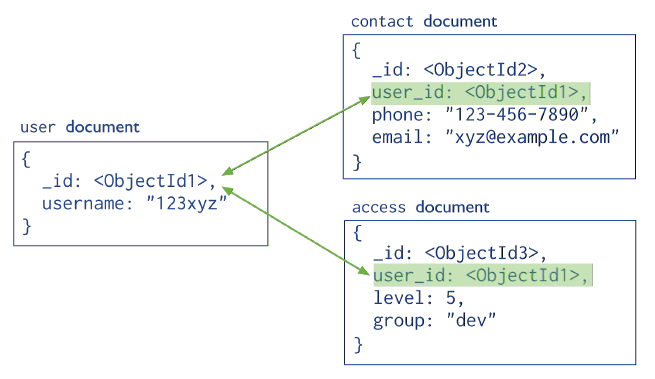 user document
{
_id: <ObjectId1>,
username: "123xyz"
}
contact document
{
_id: <ObjectId2>,
user_id: <ObjectId1>,
phone: "123-456-7890",
email: "xyz@example.com"
}
access document
{
_id: <ObjectId3>,
user_id: <ObjectId1>,
level: 5,
group: "dev"
}